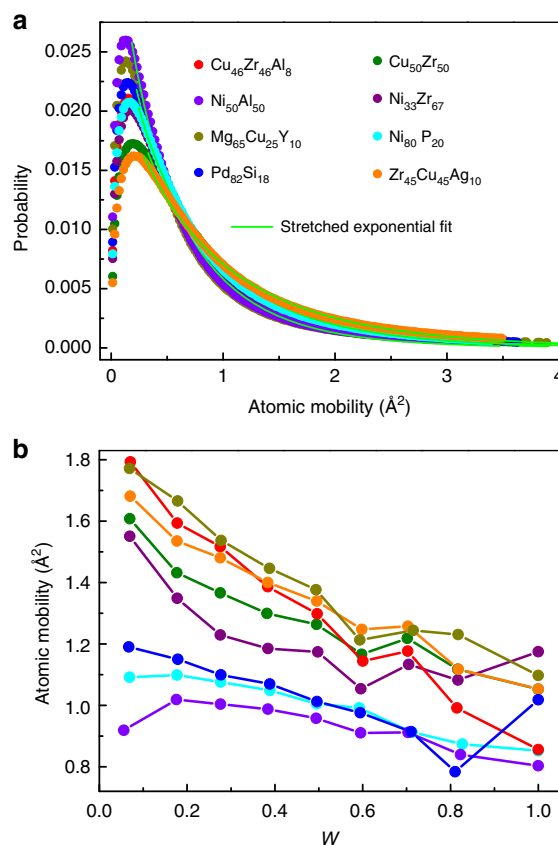 a
0.025
0.020
0.015
0.010
0.005
0.000
Probability
Cu46Zr46Al8
Ni50Al50
Mg65Cu25Y10
Pd82Si18
Cu50Zr50
Ni33Zr67
Ni80 P20
Zr45Cu45Ag10
Stretched exponential fit
0 1 2 3 4
Atomic mobility (Å²)
b
1.8
1.6
1.4
1.2
1.0
0.8
Atomic mobility (Å²)
0.0 0.2 0.4 0.6 0.8 1.0
W